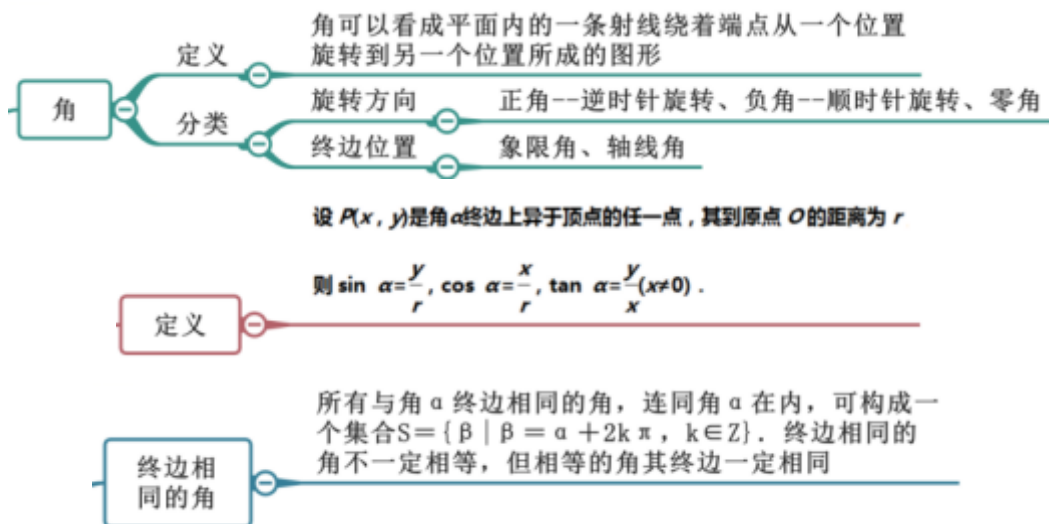 角可以看成平面内的一条射线绕着端点从一个位置
定义
旋转到另一个位置所成的图形
角
旋转方向
正角--逆时针旋转、负角--顺时针旋转、零角
分类
终边位置
象限角、轴线角
设 P(x , y)是角α终边上异于顶点的任一点，其到原点 O的距离为 r
则 sin α=y/r, cos α=x/r, tan α=y/x(x≠0) .
定义
所有与角α终边相同的角，连同角α在内，可构成一
个集合S={β|β=α+2kπ，k∈Z}. 终边相同的
角不一定相等，但相等的角其终边一定相同
终边相
同的角